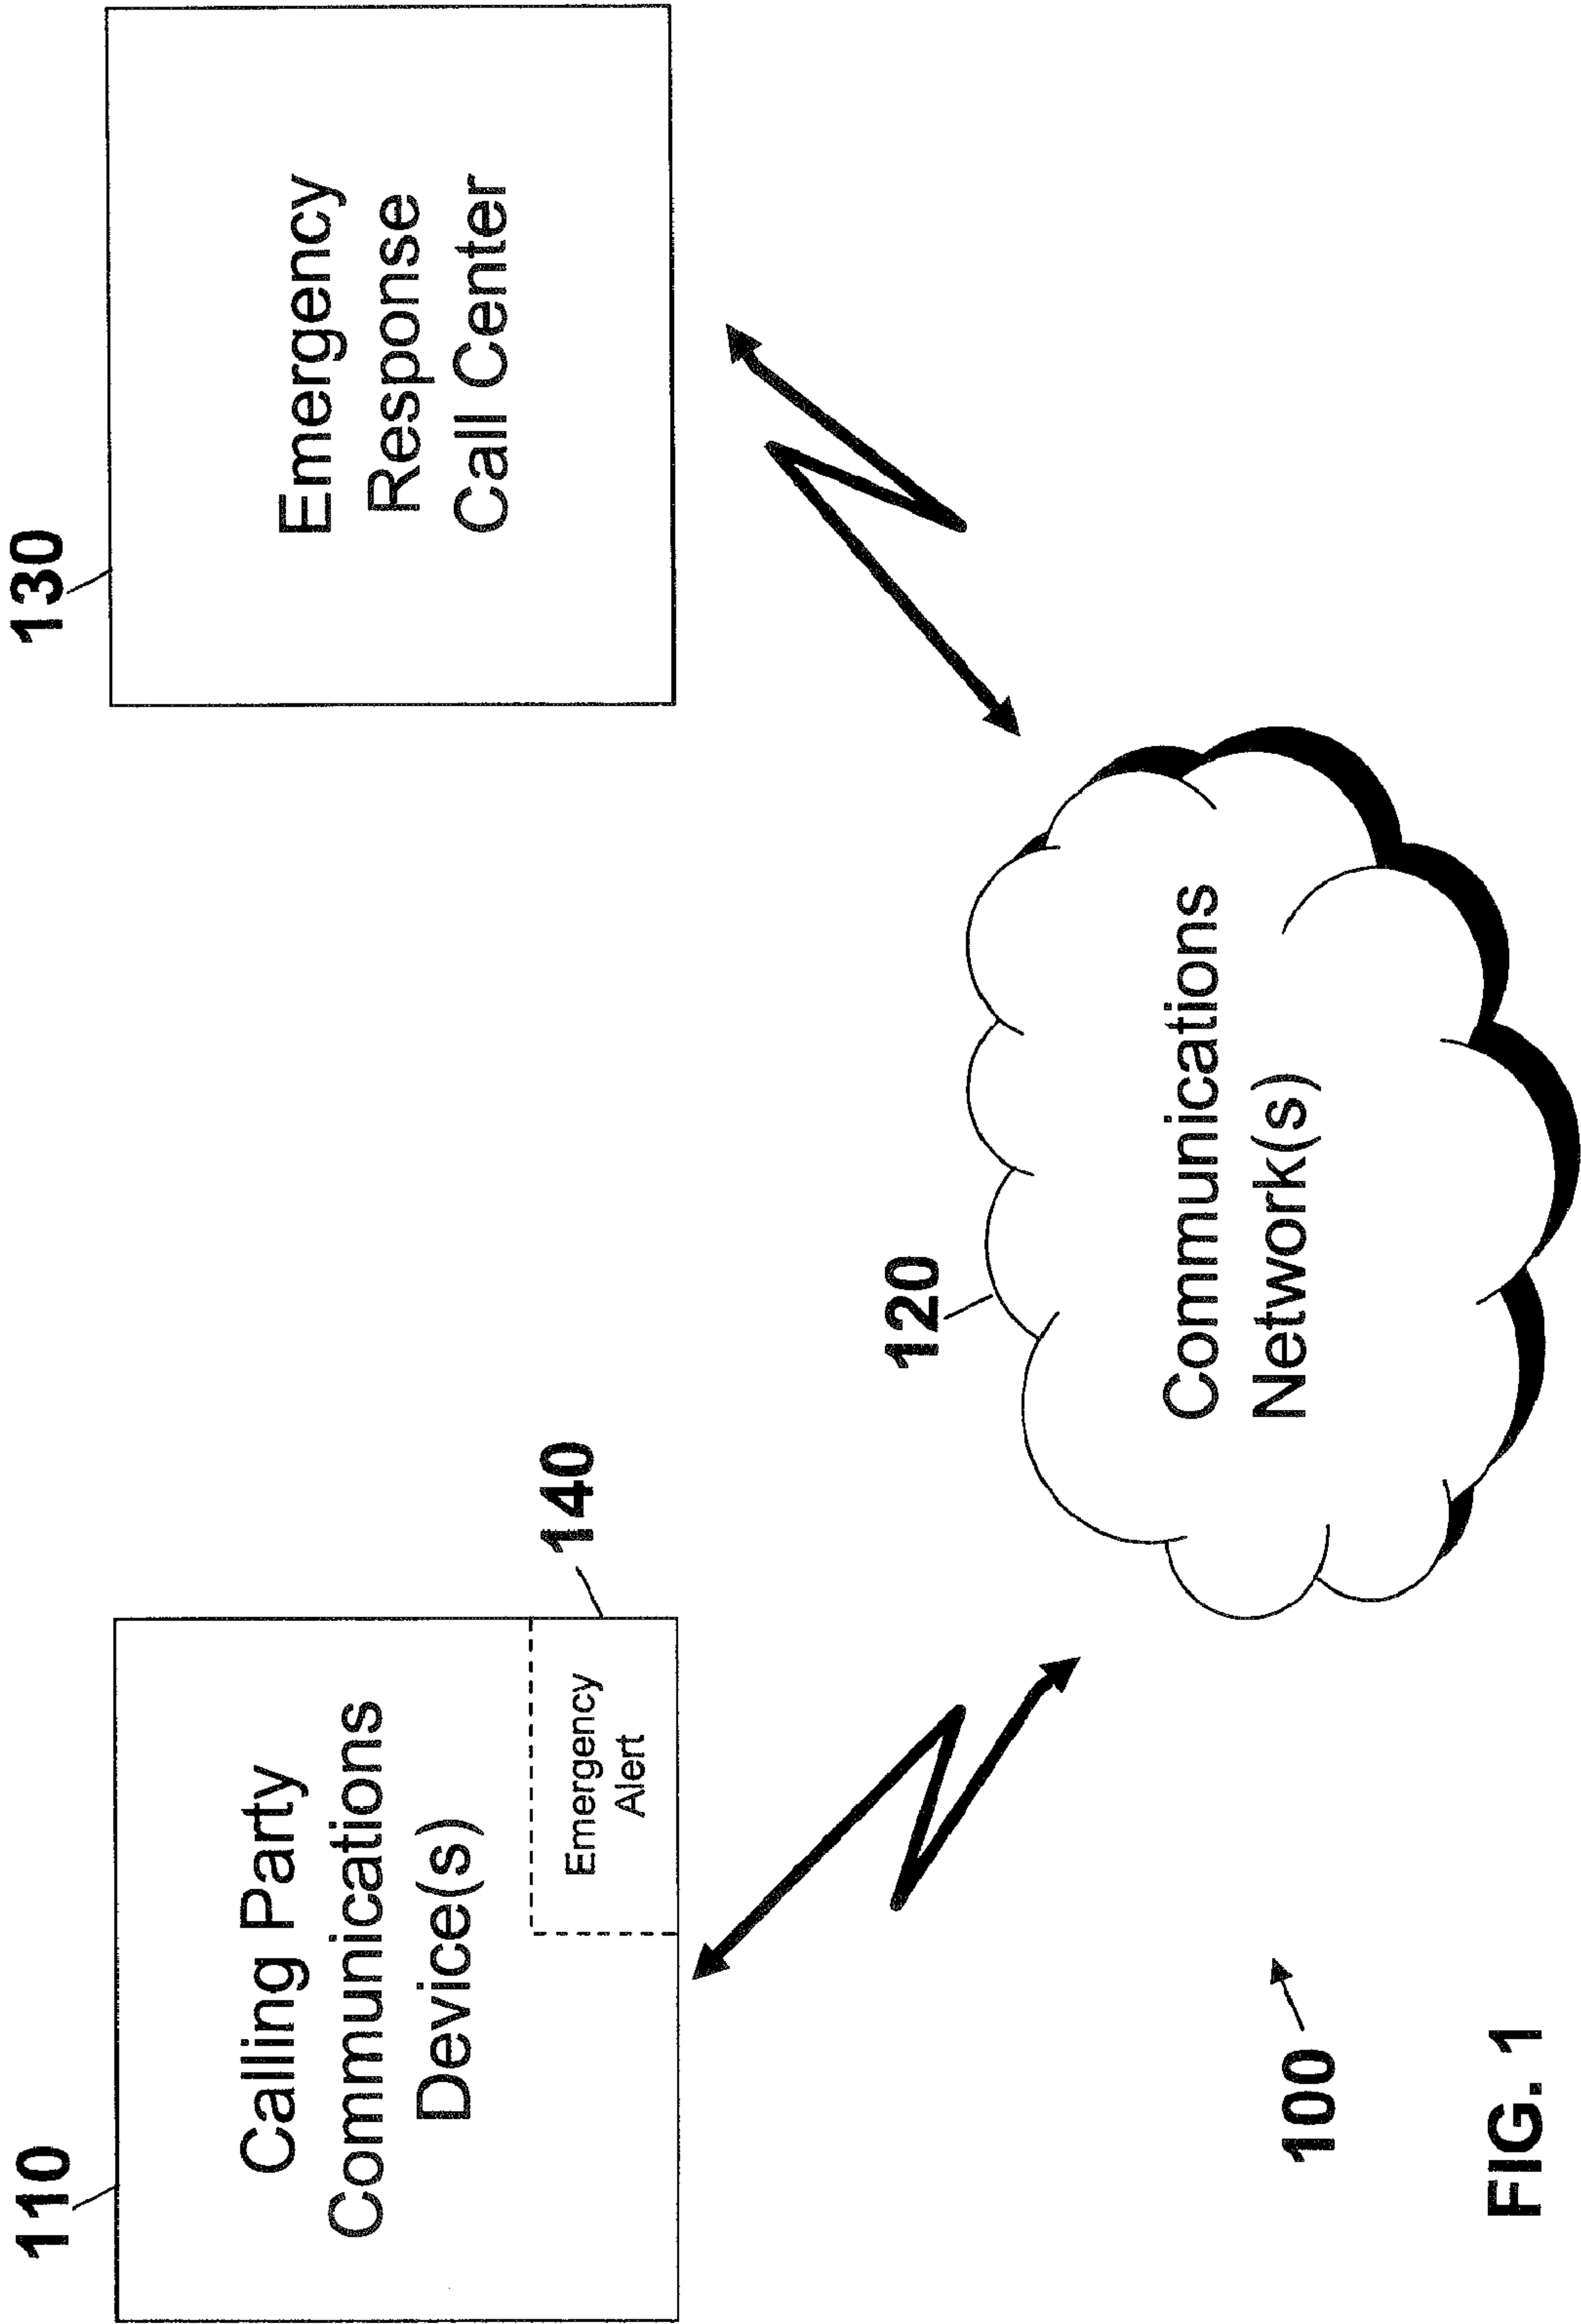 110
Calling Party
Communications
Device(s)
Emergency
Alert
140
130
Emergency
Response
Call Center
120
Communications
Network(s)
100
FIG. 1